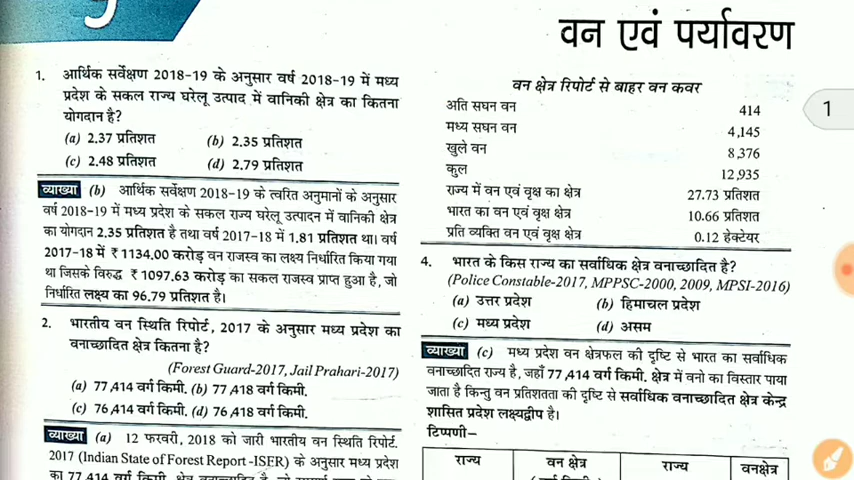 9
वन एवं पर्यावरण
1. आर्थिक सर्वेक्षण 2018-19 के अनुसार वर्ष 2018-19 में मध्य
प्रदेश के सकल राज्य घरेलू उत्पाद में वानिकी क्षेत्र का कितना
योगदान है?
(a) 2.37 प्रतिशत (b) 2.35 प्रतिशत
(c) 2.48 प्रतिशत (d) 2.79 प्रतिशत
व्याख्या (b) आर्थिक सर्वेक्षण 2018-19 के त्वरित अनुमानों के अनुसार
वर्ष 2018-19 में मध्य प्रदेश के सकल राज्य घरेलू उत्पादन में वानिकी क्षेत्र
का योगदान 2.35 प्रतिशत है तथा वर्ष 2017-18 में 1.81 प्रतिशत था। वर्ष
2017-18 में ₹ 1134.00 करोड़ वन राजस्व का लक्ष्य निर्धारित किया गया
था जिसके विरुद्ध ₹ 1097.63 करोड़ का सकल राजस्व प्राप्त हुआ है, जो
निर्धारित लक्ष्य का 96.79 प्रतिशत है।
2. भारतीय वन स्थिति रिपोर्ट, 2017 के अनुसार मध्य प्रदेश का
वनाच्छादित क्षेत्र कितना है?
(Forest Guard-2017, Jail Prahari-2017)
(a) 77,414 वर्ग किमी. (b) 77,418 वर्ग किमी.
(c) 76,414 वर्ग किमी. (d) 76,418 वर्ग किमी.
व्याख्या (a) 12 फरवरी, 2018 को जारी भारतीय वन स्थिति रिपोर्ट.
2017 (Indian State of Forest Report -ISER) के अनुसार मध्य प्रदेश
का 77,414 वर्ग किमी. क्षेत्र वनाच्छादित है,
वन क्षेत्र रिपोर्ट से बाहर वन कवर
अति सघन वन 414
मध्य सघन वन 4,145
खुले वन 8,376
कुल 12,935
राज्य में वन एवं वृक्ष का क्षेत्र 27.73 प्रतिशत
भारत का वन एवं वृक्ष क्षेत्र 10.66 प्रतिशत
प्रति व्यक्ति वन एवं वृक्ष क्षेत्र 0.12 हेक्टेयर
4. भारत के किस राज्य का सर्वाधिक क्षेत्र वनाच्छादित है?
(Police Constable-2017, MPPSC-2000, 2009, MPSI-2016)
(a) उत्तर प्रदेश (b) हिमाचल प्रदेश
(c) मध्य प्रदेश (d) असम
व्याख्या (c) मध्य प्रदेश वन क्षेत्रफल की दृष्टि से भारत का सर्वाधिक
वनाच्छादित राज्य है, जहाँ 77,414 वर्ग किमी. क्षेत्र में वनो का विस्तार पाया
जाता है किन्तु वन प्रतिशतता की दृष्टि से सर्वाधिक वनाच्छादित क्षेत्र केन्द्र
शासित प्रदेश लक्ष्यद्वीप है।
टिप्पणी–
राज्य वन क्षेत्र राज्य वनक्षेत्र
1